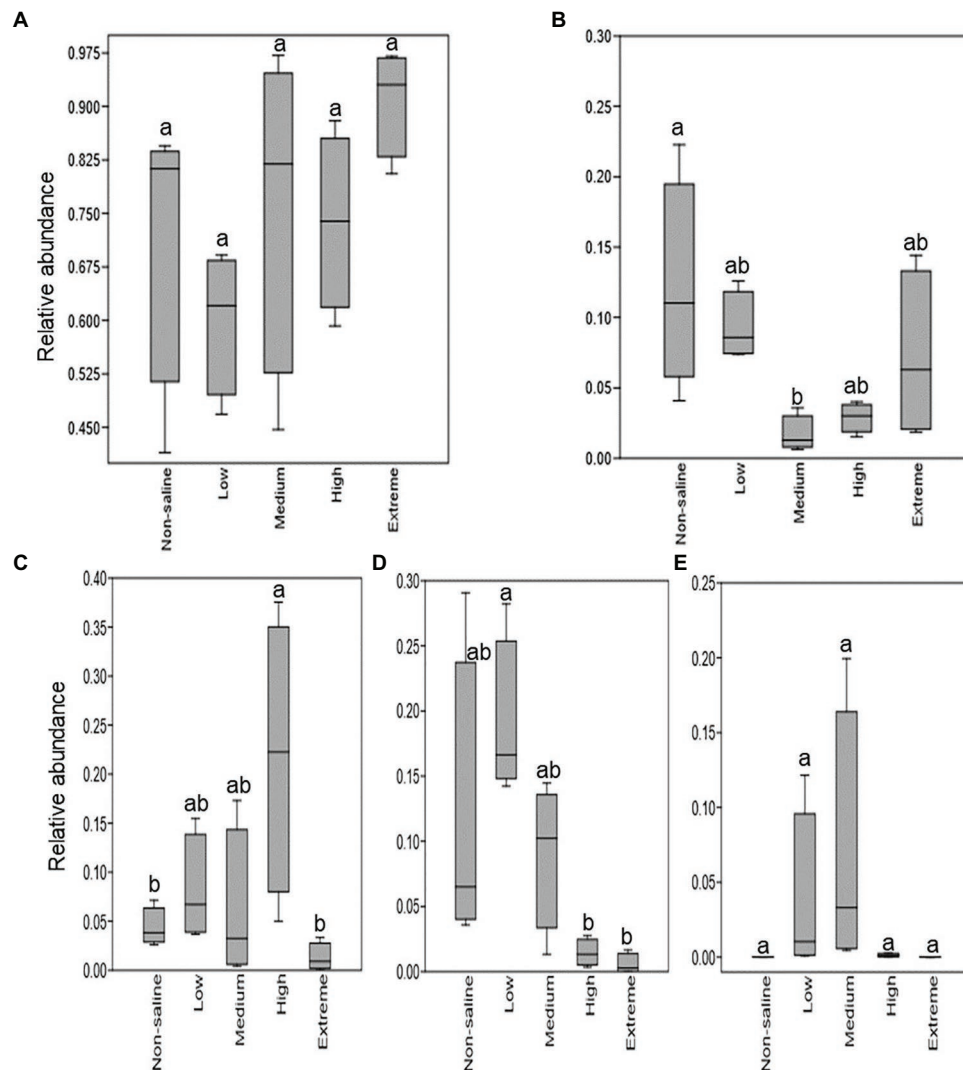 A
Relative abundance
0.975
0.900
0.825
0.750
0.675
0.600
0.525
0.450
a
a
a
a
a
Non-saline
Low
Medium
High
Extreme
B
0.30
0.25
0.20
0.15
0.10
0.05
0.00
a
ab
b
ab
ab
Non-saline
Low
Medium
High
Extreme
C
Relative abundance
0.40
0.35
0.30
0.25
0.20
0.15
0.10
0.05
0.00
b
ab
ab
a
b
Non-saline
Low
Medium
High
Extreme
D
0.30
0.25
0.20
0.15
0.10
0.05
0.00
ab
a
ab
b
b
Non-saline
Low
Medium
High
Extreme
E
0.25
0.20
0.15
0.10
0.05
0.00
a
a
a
a
a
Non-saline
Low
Medium
High
Extreme